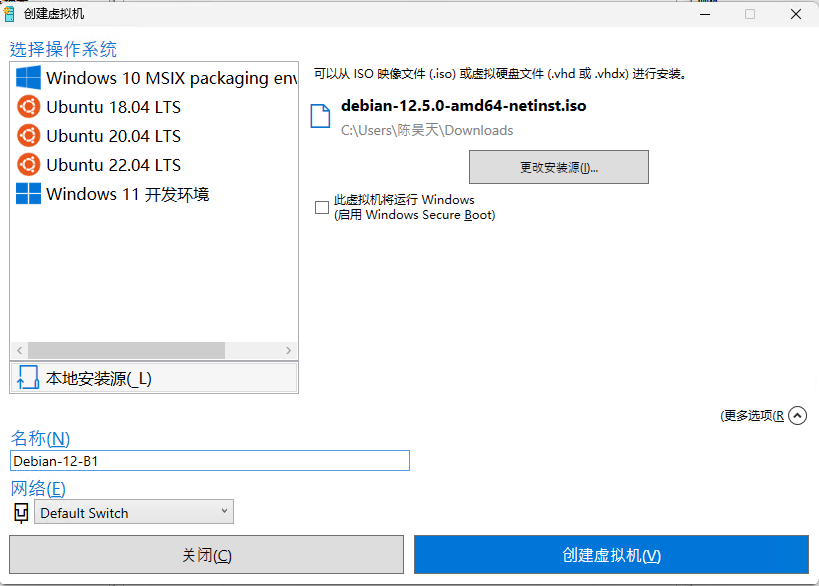 创建虚拟机
选择操作系统
Windows 10 MSIX packaging env
Ubuntu 18.04 LTS
Ubuntu 20.04 LTS
Ubuntu 22.04 LTS
Windows 11 开发环境
本地安装源(_L)
可以从 ISO 映像文件 (.iso) 或虚拟硬盘文件 (.vhd 或 .vhdx) 进行安装。
debian-12.5.0-amd64-netinst.iso
C:\Users\陈昊天\Downloads
更改安装源(I)...
此虚拟机将运行 Windows
(启用 Windows Secure Boot)
(更多选项(R
名称(N)
Debian-12-B1
网络(E)
Default Switch
关闭(C)
创建虚拟机(V)